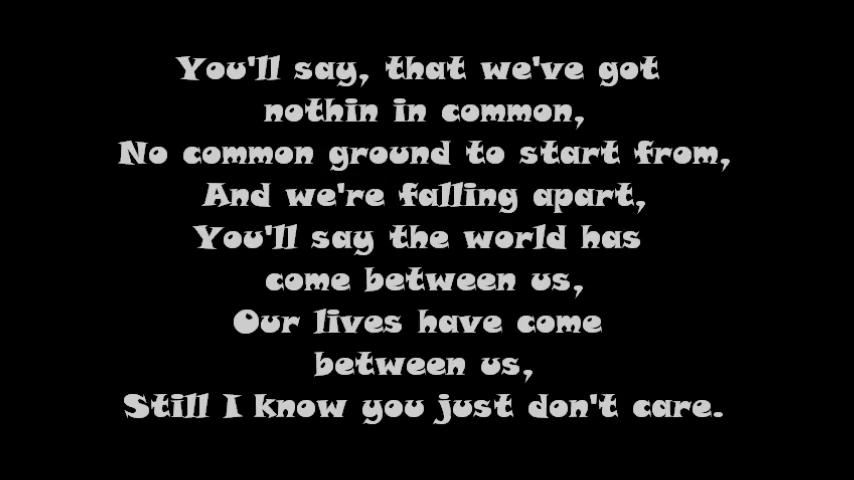 You'll say, that we've got
nothin in common,
No common ground to start from,
And we're falling apart,
You'll say the world has
come between us,
Our lives have come
between us,
Still I know you just don't care.